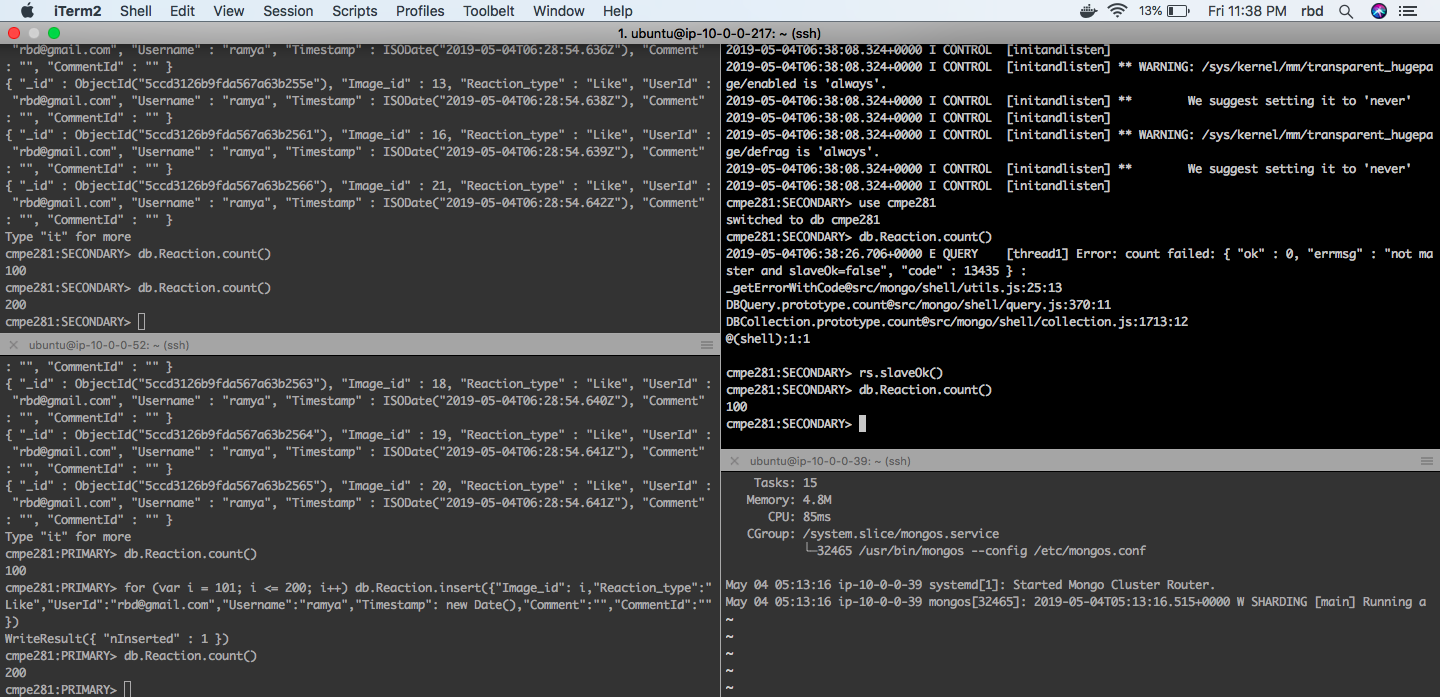 iTerm2 Shell Edit View Session Scripts Profiles Toolbelt Window Help 13% Fri 11:38 PM rbd
1. ubuntu@ip-10-0-0-217: ~ (ssh)
"rbd@gmail.com", "Username" : "ramya", "Timestamp" : ISODate("2019-05-04T06:28:54.636Z"), "Comment"
: "", "CommentId" : "" }
{ "_id" : ObjectId("5ccd3126b9fda567a63b255e"), "Image_id" : 13, "Reaction_type" : "Like", "UserId" :
"rbd@gmail.com", "Username" : "ramya", "Timestamp" : ISODate("2019-05-04T06:28:54.638Z"), "Comment"
: "", "CommentId" : "" }
{ "_id" : ObjectId("5ccd3126b9fda567a63b2561"), "Image_id" : 16, "Reaction_type" : "Like", "UserId" :
"rbd@gmail.com", "Username" : "ramya", "Timestamp" : ISODate("2019-05-04T06:28:54.639Z"), "Comment"
: "", "CommentId" : "" }
{ "_id" : ObjectId("5ccd3126b9fda567a63b2566"), "Image_id" : 21, "Reaction_type" : "Like", "UserId" :
"rbd@gmail.com", "Username" : "ramya", "Timestamp" : ISODate("2019-05-04T06:28:54.642Z"), "Comment"
: "", "CommentId" : "" }
Type "it" for more
cmpe281:SECONDARY> db.Reaction.count()
100
cmpe281:SECONDARY> db.Reaction.count()
200
cmpe281:SECONDARY>
ubuntu@ip-10-0-0-52: ~ (ssh)
: "", "CommentId" : "" }
{ "_id" : ObjectId("5ccd3126b9fda567a63b2563"), "Image_id" : 18, "Reaction_type" : "Like", "UserId" :
"rbd@gmail.com", "Username" : "ramya", "Timestamp" : ISODate("2019-05-04T06:28:54.640Z"), "Comment"
: "", "CommentId" : "" }
{ "_id" : ObjectId("5ccd3126b9fda567a63b2564"), "Image_id" : 19, "Reaction_type" : "Like", "UserId" :
"rbd@gmail.com", "Username" : "ramya", "Timestamp" : ISODate("2019-05-04T06:28:54.641Z"), "Comment"
: "", "CommentId" : "" }
{ "_id" : ObjectId("5ccd3126b9fda567a63b2565"), "Image_id" : 20, "Reaction_type" : "Like", "UserId" :
"rbd@gmail.com", "Username" : "ramya", "Timestamp" : ISODate("2019-05-04T06:28:54.641Z"), "Comment"
: "", "CommentId" : "" }
Type "it" for more
cmpe281:PRIMARY> db.Reaction.count()
100
cmpe281:PRIMARY> for (var i = 101; i <= 200; i++) db.Reaction.insert({"Image_id": i,"Reaction_type":"
Like","UserId":"rbd@gmail.com","Username":"ramya","Timestamp": new Date(),"Comment":"","CommentId":""
})
WriteResult({ "nInserted" : 1 })
cmpe281:PRIMARY> db.Reaction.count()
200
cmpe281:PRIMARY>
2019-05-04T06:38:08.324+0000 I CONTROL [initandlisten]
2019-05-04T06:38:08.324+0000 I CONTROL [initandlisten] ** WARNING: /sys/kernel/mm/transparent_hugepa
ge/enabled is 'always'.
2019-05-04T06:38:08.324+0000 I CONTROL [initandlisten] ** We suggest setting it to 'never'
2019-05-04T06:38:08.324+0000 I CONTROL [initandlisten]
2019-05-04T06:38:08.324+0000 I CONTROL [initandlisten] ** WARNING: /sys/kernel/mm/transparent_hugepa
ge/defrag is 'always'.
2019-05-04T06:38:08.324+0000 I CONTROL [initandlisten] ** We suggest setting it to 'never'
2019-05-04T06:38:08.324+0000 I CONTROL [initandlisten]
cmpe281:SECONDARY> use cmpe281
switched to db cmpe281
cmpe281:SECONDARY> db.Reaction.count()
2019-05-04T06:38:26.706+0000 E QUERY [thread1] Error: count failed: { "ok" : 0, "errmsg" : "not ma
ster and slaveOk=false", "code" : 13435 } :
_getErrorWithCode@src/mongo/shell/utils.js:25:13
DBQuery.prototype.count@src/mongo/shell/query.js:370:11
DBCollection.prototype.count@src/mongo/shell/collection.js:1713:12
@(shell):1:1
cmpe281:SECONDARY> rs.slaveOk()
cmpe281:SECONDARY> db.Reaction.count()
100
cmpe281:SECONDARY>
ubuntu@ip-10-0-0-39: ~ (ssh)
Tasks: 15
Memory: 4.8M
CPU: 85ms
CGroup: /system.slice/mongos.service
└─32465 /usr/bin/mongos --config /etc/mongos.conf
May 04 05:13:16 ip-10-0-0-39 systemd[1]: Started Mongo Cluster Router.
May 04 05:13:16 ip-10-0-0-39 mongos[32465]: 2019-05-04T05:13:16.515+0000 W SHARDING [main] Running a
~
~
~
~
~